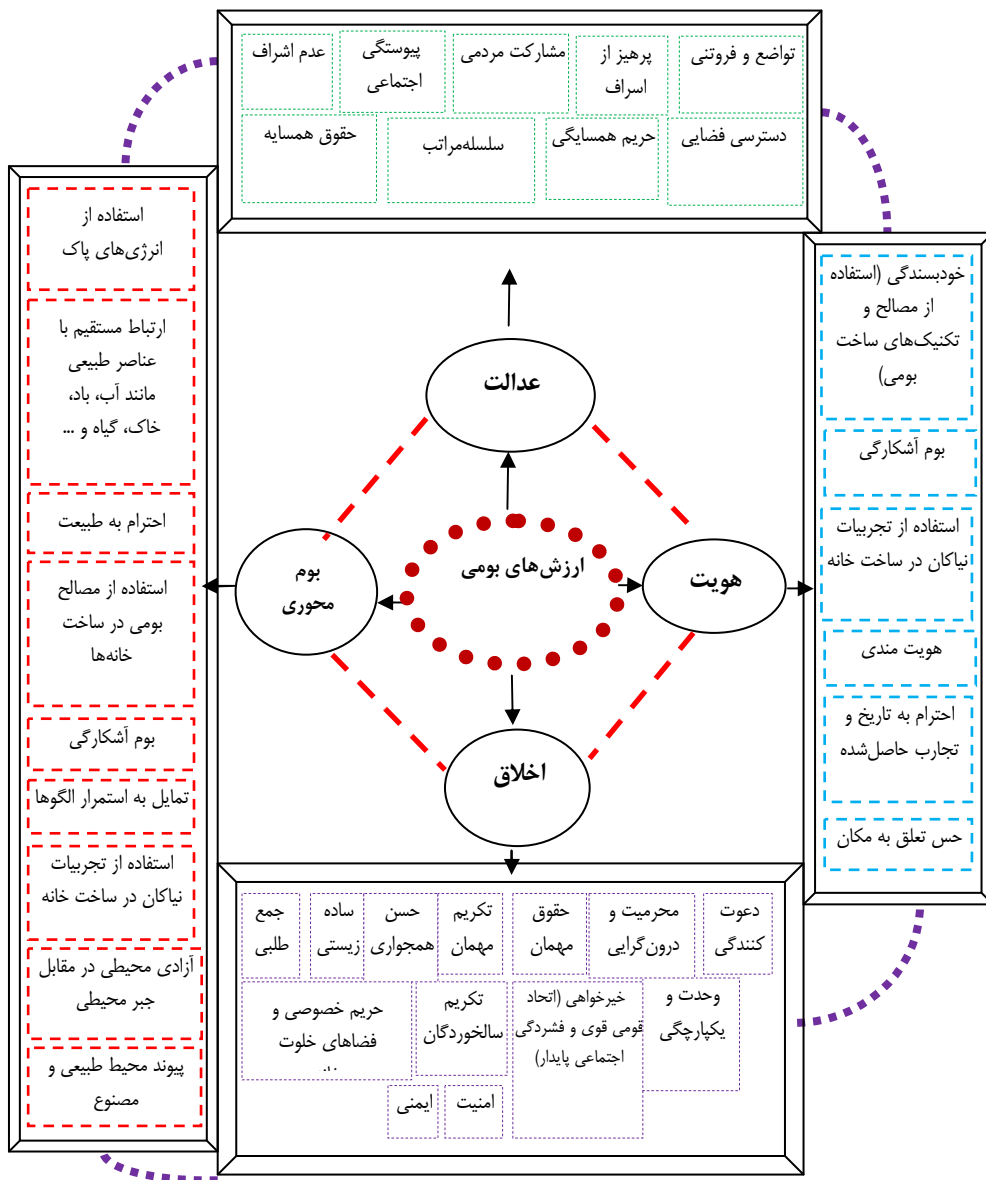 تواضع و فروتنی
پرهیز از
اسراف
مشارکت مردمی
پیوستگی
اجتماعی
عدم اشراف
دسترسی فضایی
حریم همسایگی
سلسله‌مراتب
حقوق همسایه
خودبسندگی (استفاده
از مصالح و
تکنیک‌های ساخت
بومی)
بوم آشکارگی
استفاده از تجربیات
نیاکان در ساخت خانه
هویت مندی
احترام به تاریخ و
تجارب حاصل‌شده
حس تعلق به مکان
عدالت
هویت
ارزش‌های بومی
بوم
محوری
اخلاق
استفاده از
انرژی‌های پاک
ارتباط مستقیم با
عناصر طبیعی
مانند آب، باد،
خاک، گیاه و ...
احترام به طبیعت
استفاده از مصالح
بومی در ساخت
خانه‌ها
بوم آشکارگی
تمایل به استمرار الگوها
استفاده از تجربیات
نیاکان در ساخت خانه
آزادی محیطی در مقابل
جبر محیطی
پیوند محیط طبیعی و
مصنوع
دعوت
کنندگی
محرمیت و
درون‌گرایی
حقوق
مهمان
تکریم
مهمان
حسن
همجواری
ساده
زیستی
جمع
طلبی
وحدت و
یکپارچگی
خیرخواهی (اتحاد
قومی قوی و فشردگی
اجتماعی پایدار)
تکریم
سالخوردگان
حریم خصوصی و
فضاهای خلوت
امنیت
ایمنی